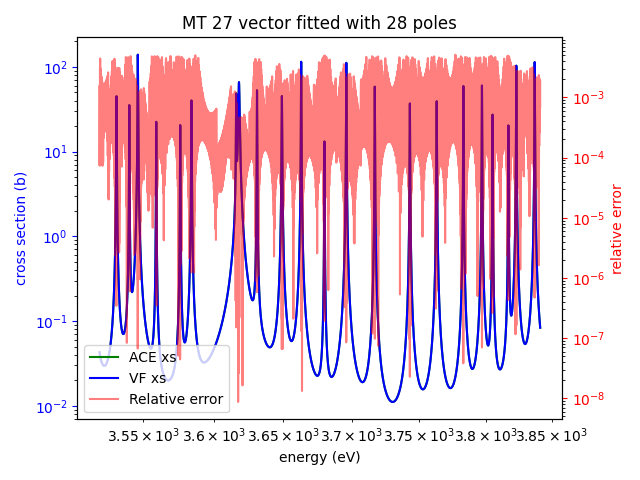 MT 27 vector fitted with 28 poles
cross section (b)
10²
10¹
10⁰
10⁻¹
10⁻²
relative error
10⁻³
10⁻⁴
10⁻⁵
10⁻⁶
10⁻⁷
10⁻⁸
ACE xs
VF xs
Relative error
3.55 × 10³ 3.6 × 10³ 3.65 × 10³ 3.7 × 10³ 3.75 × 10³ 3.8 × 10³ 3.85 × 10³
energy (eV)